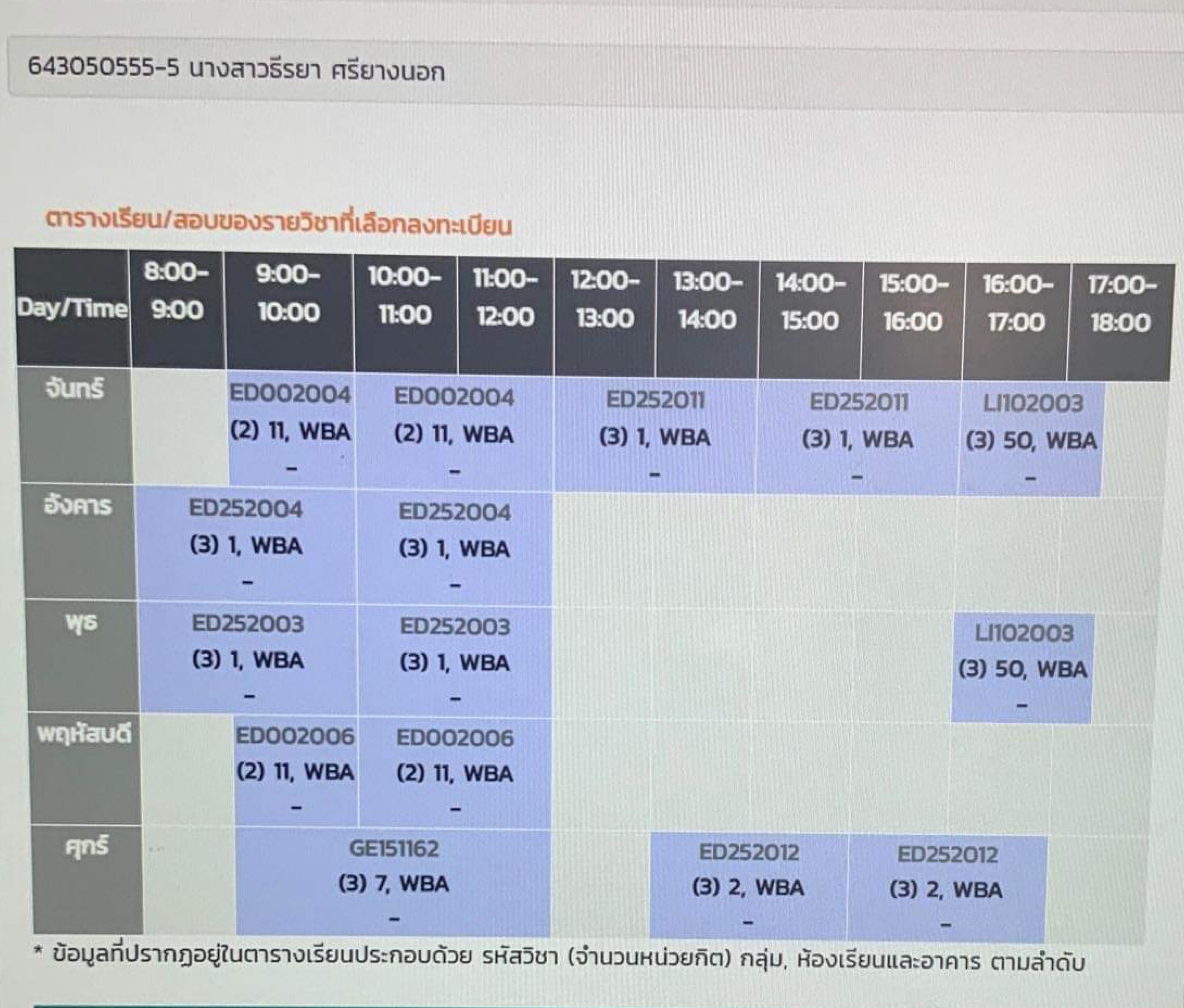 643050555-5 นางสาวธีรยา ศรียางนอก
ตารางเรียน/สอบของรายวิชาที่เลือกลงทะเบียน
Day/Time 8:00-9:00 9:00-10:00 10:00-11:00 11:00-12:00 12:00-13:00 13:00-14:00 14:00-15:00 15:00-16:00 16:00-17:00 17:00-18:00
จันทร์ ED002004 ED002004 ED252011 ED252011 LI102003
(2) 11, WBA (2) 11, WBA (3) 1, WBA (3) 1, WBA (3) 50, WBA
- - - - -
อังคาร ED252004 ED252004
(3) 1, WBA (3) 1, WBA
- -
พุธ ED252003 ED252003 LI102003
(3) 1, WBA (3) 1, WBA (3) 50, WBA
- - -
พฤหัสบดี ED002006 ED002006
(2) 11, WBA (2) 11, WBA
- -
ศุกร์ GE151162 ED252012 ED252012
(3) 7, WBA (3) 2, WBA (3) 2, WBA
- - -
* ข้อมูลที่ปรากฏอยู่ในตารางเรียนประกอบด้วย รหัสวิชา (จำนวนหน่วยกิต) กลุ่ม, ห้องเรียนและอาคาร ตามลำดับ